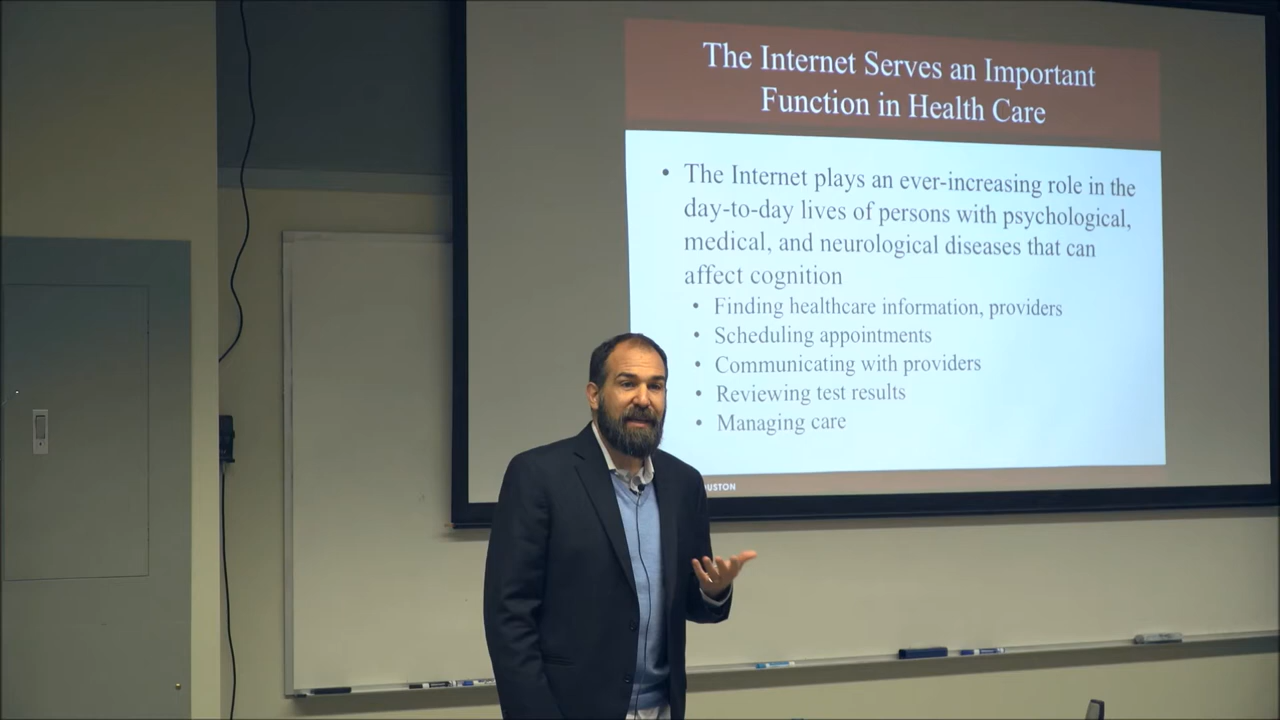 The Internet Serves an Important
Function in Health Care
• The Internet plays an ever-increasing role in the
day-to-day lives of persons with psychological,
medical, and neurological diseases that can
affect cognition
• Finding healthcare information, providers
• Scheduling appointments
• Communicating with providers
• Reviewing test results
• Managing care
OUSTON